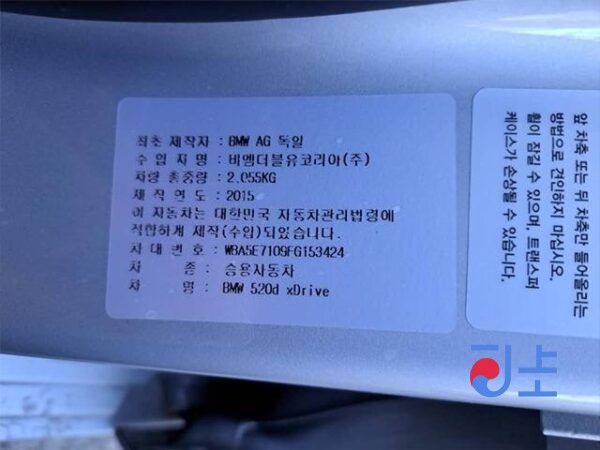 최초 제작자 : BMW AG 독일
수 입 자 명 : 비엠더블유코리아(주)
차량 총중량 : 2.055KG
제 작 연 도 : 2015
이 자동차는 대한민국 자동차관리법령에
적합하게 제작(수입)되었습니다.
차 대 번 호 : WBA5E7109FG153424
차 종 : 승용자동차
차 명 : BMW 520d xDrive
앞 차축 또는 뒤 차축만 들어올리는
방법으로 견인하지 마십시오.
휠이 잠길 수 있으며, 트랜스퍼
케이스가 손상될 수 있습니다.